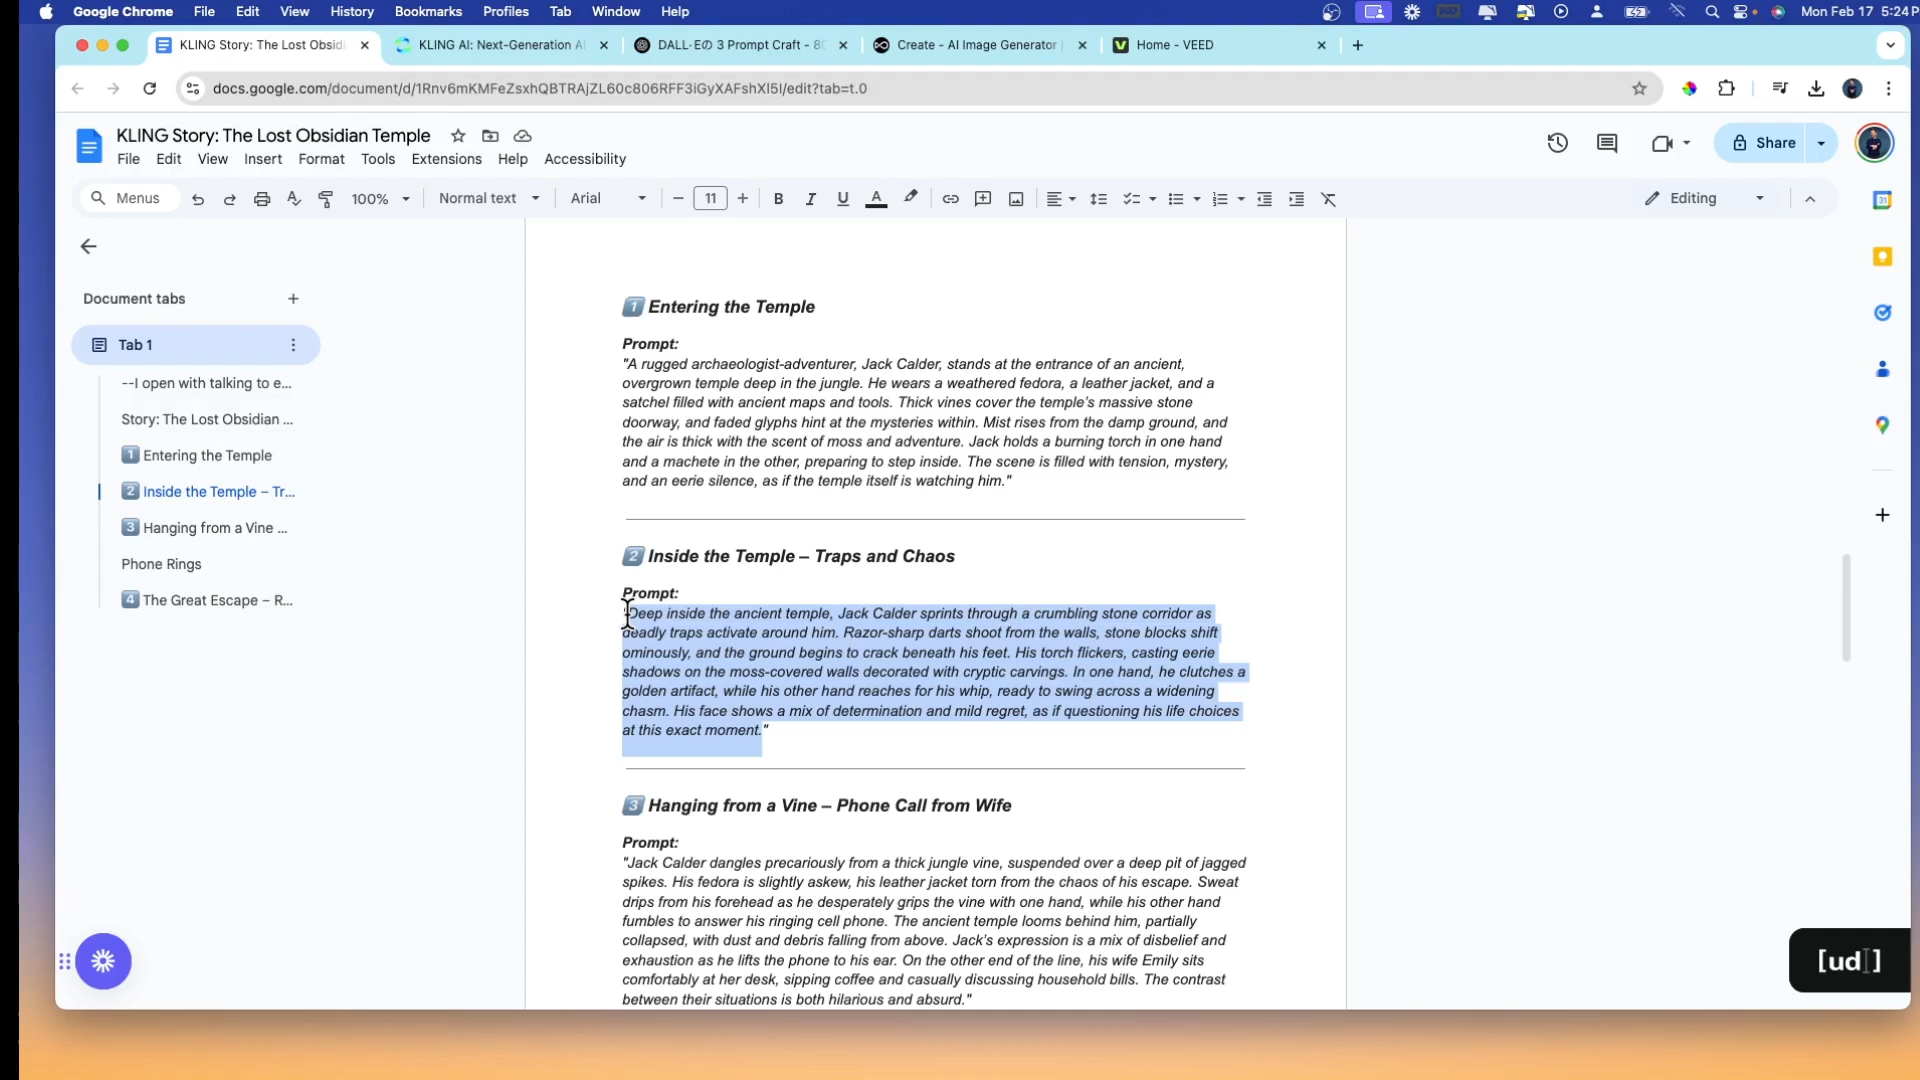 Google Chrome File Edit View History Bookmarks Profiles Tab Window Help Mon Feb 17 5:24P
KLING Story: The Lost Obsidi KLING AI: Next-Generation A DALL·Eの 3 Prompt Craft - 80 Create - AI Image Generator Home - VEED
docs.google.com/document/d/1Rnv6mKMFeZsxhQBTRAjZL60c806RFF3iGyXAFshXl5I/edit?tab=t.0
KLING Story: The Lost Obsidian Temple
Share
File Edit View Insert Format Tools Extensions Help Accessibility
Menus 100% Normal text Arial 11 Editing
Document tabs
Tab 1
--I open with talking to e...
Story: The Lost Obsidian ...
1 Entering the Temple
2 Inside the Temple – Tr...
3 Hanging from a Vine ...
Phone Rings
4 The Great Escape – R...
1 Entering the Temple
Prompt:
"A rugged archaeologist-adventurer, Jack Calder, stands at the entrance of an ancient,
overgrown temple deep in the jungle. He wears a weathered fedora, a leather jacket, and a
satchel filled with ancient maps and tools. Thick vines cover the temple's massive stone
doorway, and faded glyphs hint at the mysteries within. Mist rises from the damp ground, and
the air is thick with the scent of moss and adventure. Jack holds a burning torch in one hand
and a machete in the other, preparing to step inside. The scene is filled with tension, mystery,
and an eerie silence, as if the temple itself is watching him."
2 Inside the Temple – Traps and Chaos
Prompt:
"Deep inside the ancient temple, Jack Calder sprints through a crumbling stone corridor as
deadly traps activate around him. Razor-sharp darts shoot from the walls, stone blocks shift
ominously, and the ground begins to crack beneath his feet. His torch flickers, casting eerie
shadows on the moss-covered walls decorated with cryptic carvings. In one hand, he clutches a
golden artifact, while his other hand reaches for his whip, ready to swing across a widening
chasm. His face shows a mix of determination and mild regret, as if questioning his life choices
at this exact moment."
3 Hanging from a Vine – Phone Call from Wife
Prompt:
"Jack Calder dangles precariously from a thick jungle vine, suspended over a deep pit of jagged
spikes. His fedora is slightly askew, his leather jacket torn from the chaos of his escape. Sweat
drips from his forehead as he desperately grips the vine with one hand, while his other hand
fumbles to answer his ringing cell phone. The ancient temple looms behind him, partially
collapsed, with dust and debris falling from above. Jack's expression is a mix of disbelief and
exhaustion as he lifts the phone to his ear. On the other end of the line, his wife Emily sits
comfortably at her desk, sipping coffee and casually discussing household bills. The contrast
between their situations is both hilarious and absurd."
[ud]